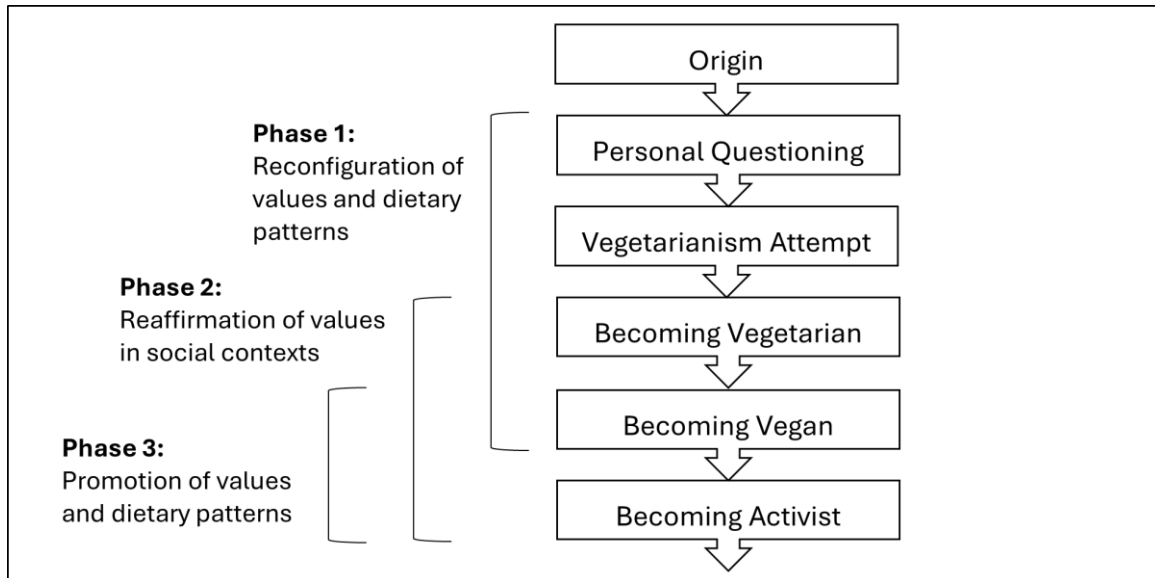 Origin
Phase 1:
Reconfiguration of
values and dietary
patterns
Personal Questioning
Vegetarianism Attempt
Phase 2:
Reaffirmation of values
in social contexts
Becoming Vegetarian
Becoming Vegan
Phase 3:
Promotion of values
and dietary patterns
Becoming Activist